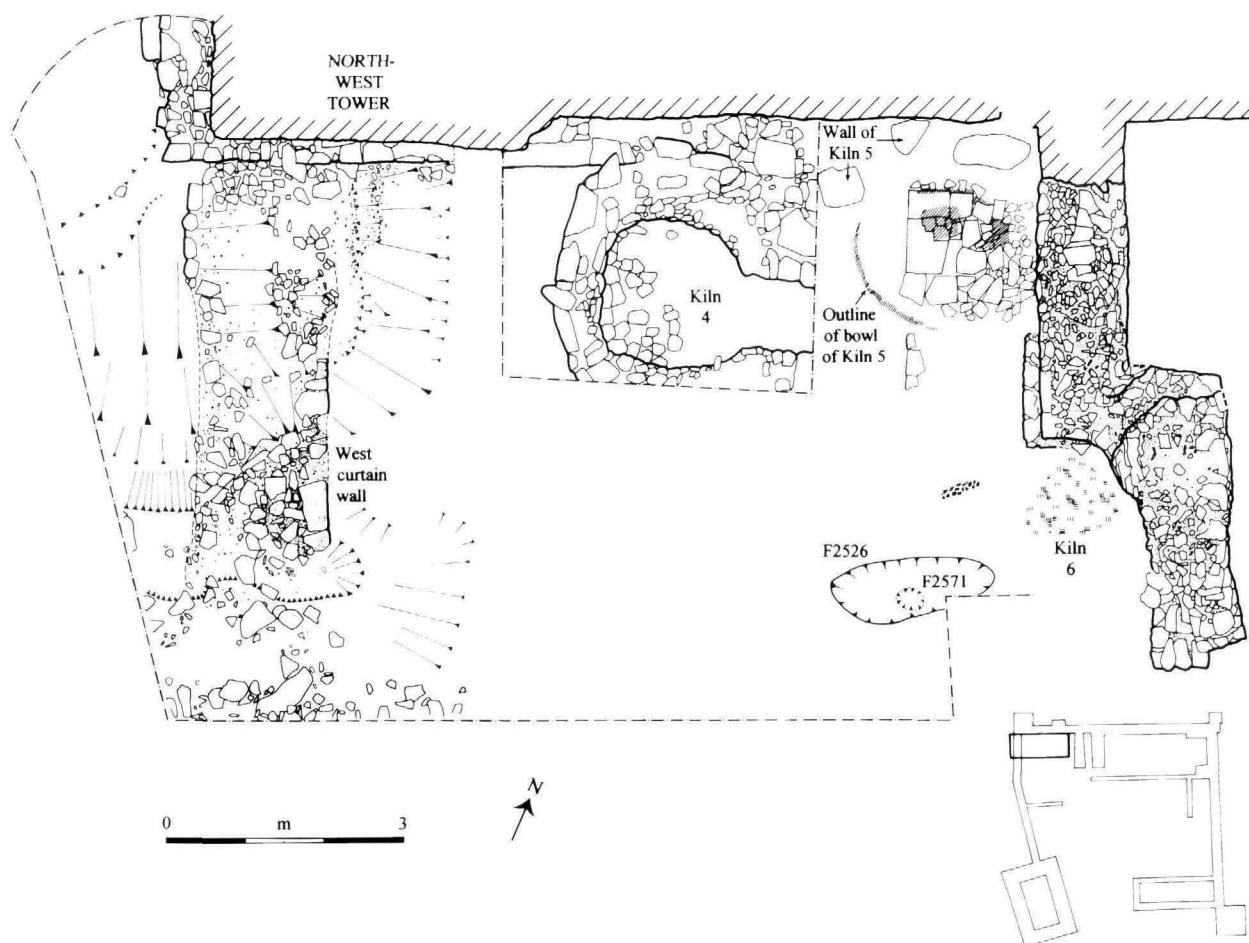 NORTH-
WEST
TOWER
Wall of
Kiln 5
Kiln
4
Outline
of bowl
of Kiln 5
West
curtain
wall
F2526
F2571
Kiln
6
N
0 m 3